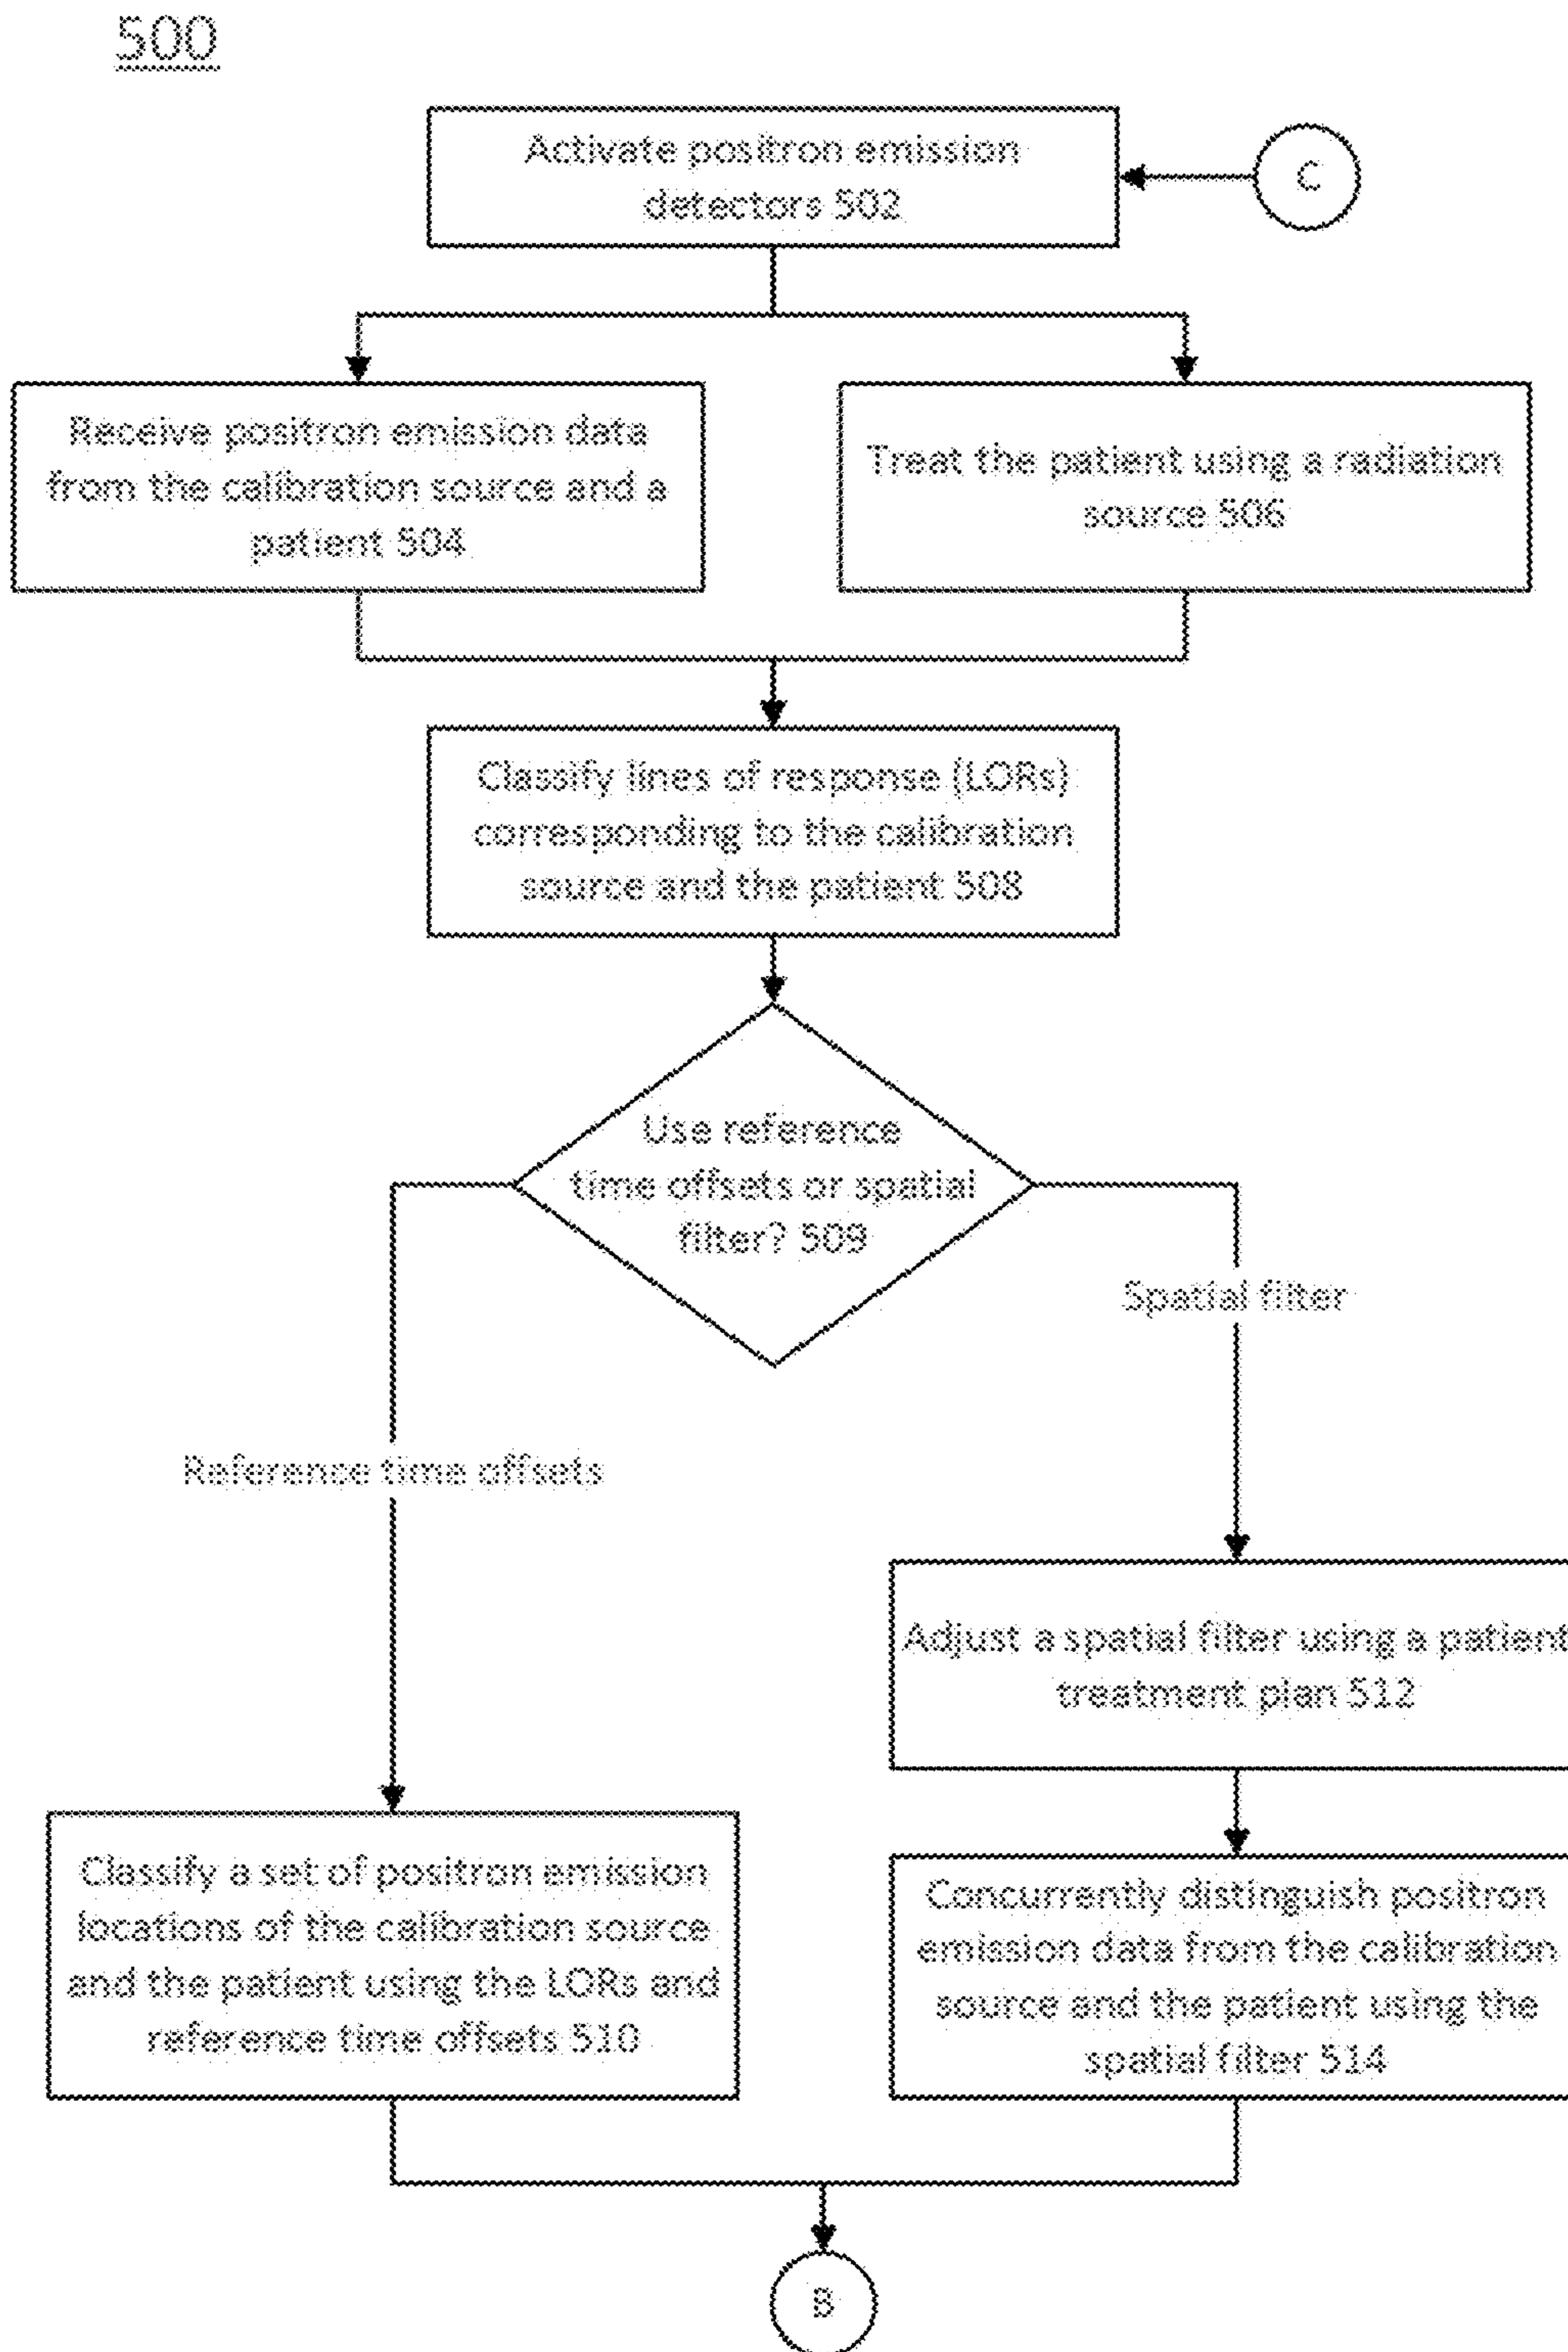 500
Activate positron emission
detectors 502
C
Receive positron emission data
from the calibration source and a
patient 504
Treat the patient using a radiation
source 506
Classify lines of response (LORs)
corresponding to the calibration
source and the patient 508
Use reference
time offsets or spatial
filter? 509
Spatial filter
Reference time offsets
Adjust a spatial filter using a patient
treatment plan 512
Classify a set of positron emission
locations of the calibration source
and the patient using the LORs and
reference time offsets 510
Concurrently distinguish positron
emission data from the calibration
source and the patient using the
spatial filter 514
B